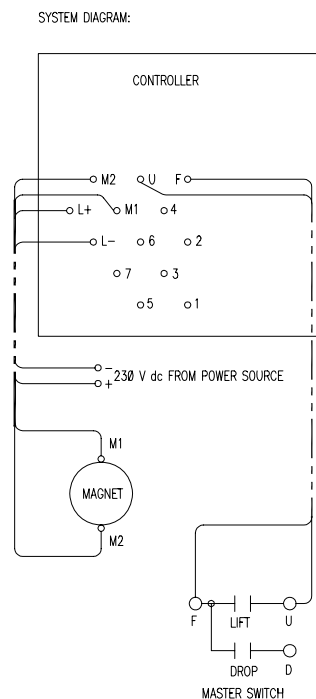 SYSTEM DIAGRAM:
CONTROLLER
M2 U F
L+ M1 4
L- 6 2
7 3
5 1
-
+ 230 V dc FROM POWER SOURCE
M1
MAGNET
M2
F LIFT U
DROP D
MASTER SWITCH